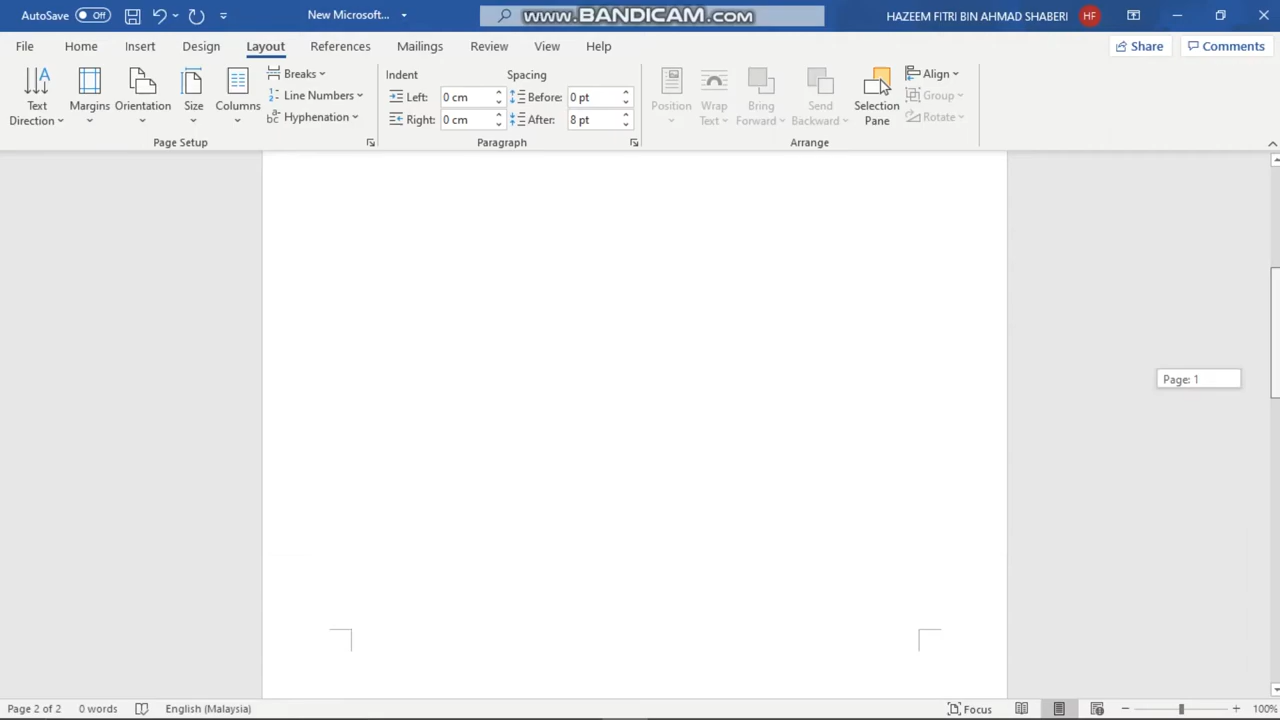 AutoSave Off New Microsoft... www.BANDICAM.com HAZEEM FITRI BIN AHMAD SHABERI HF
File Home Insert Design Layout References Mailings Review View Help Share Comments
Text Direction Margins Orientation Size Columns
Breaks
Line Numbers
Hyphenation
Page Setup
Indent Spacing
Left: 0 cm Before: 0 pt
Right: 0 cm After: 8 pt
Paragraph
Position Wrap Text Bring Forward Send Backward Selection Pane
Align
Group
Rotate
Arrange
Page: 1
Page 2 of 2 0 words English (Malaysia) Focus 100%